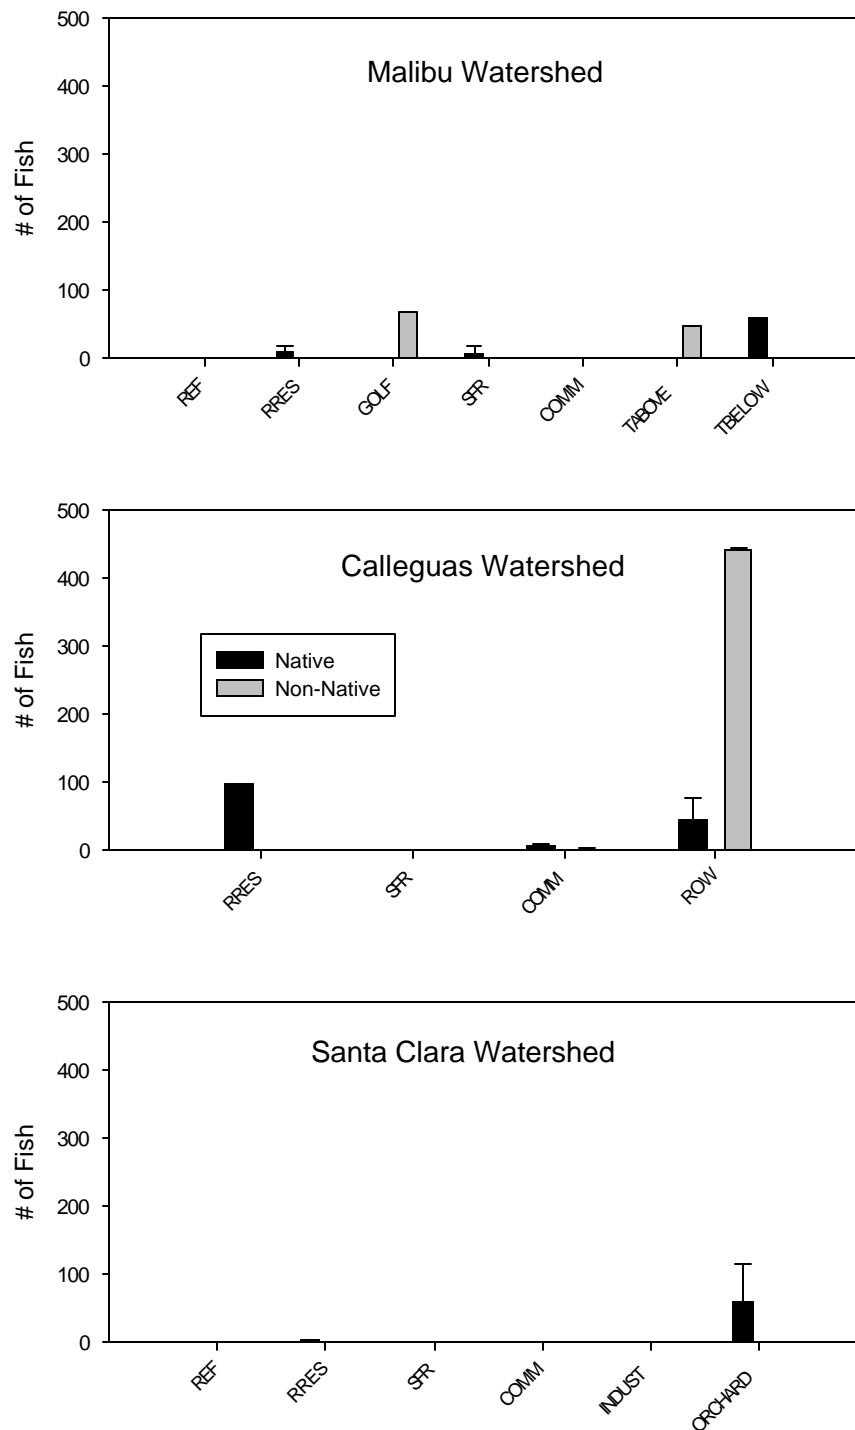 Malibu Watershed
# of Fish
500
400
300
200
100
0
REF
RRES
GOLF
SFR
COMM
TABOVE
TBELOW
Calleguas Watershed
# of Fish
500
400
300
200
100
0
Native
Non-Native
RRES
SFR
COMM
ROW
Santa Clara Watershed
# of Fish
500
400
300
200
100
0
REF
RRES
SFR
COMM
INDUST
ORCHARD